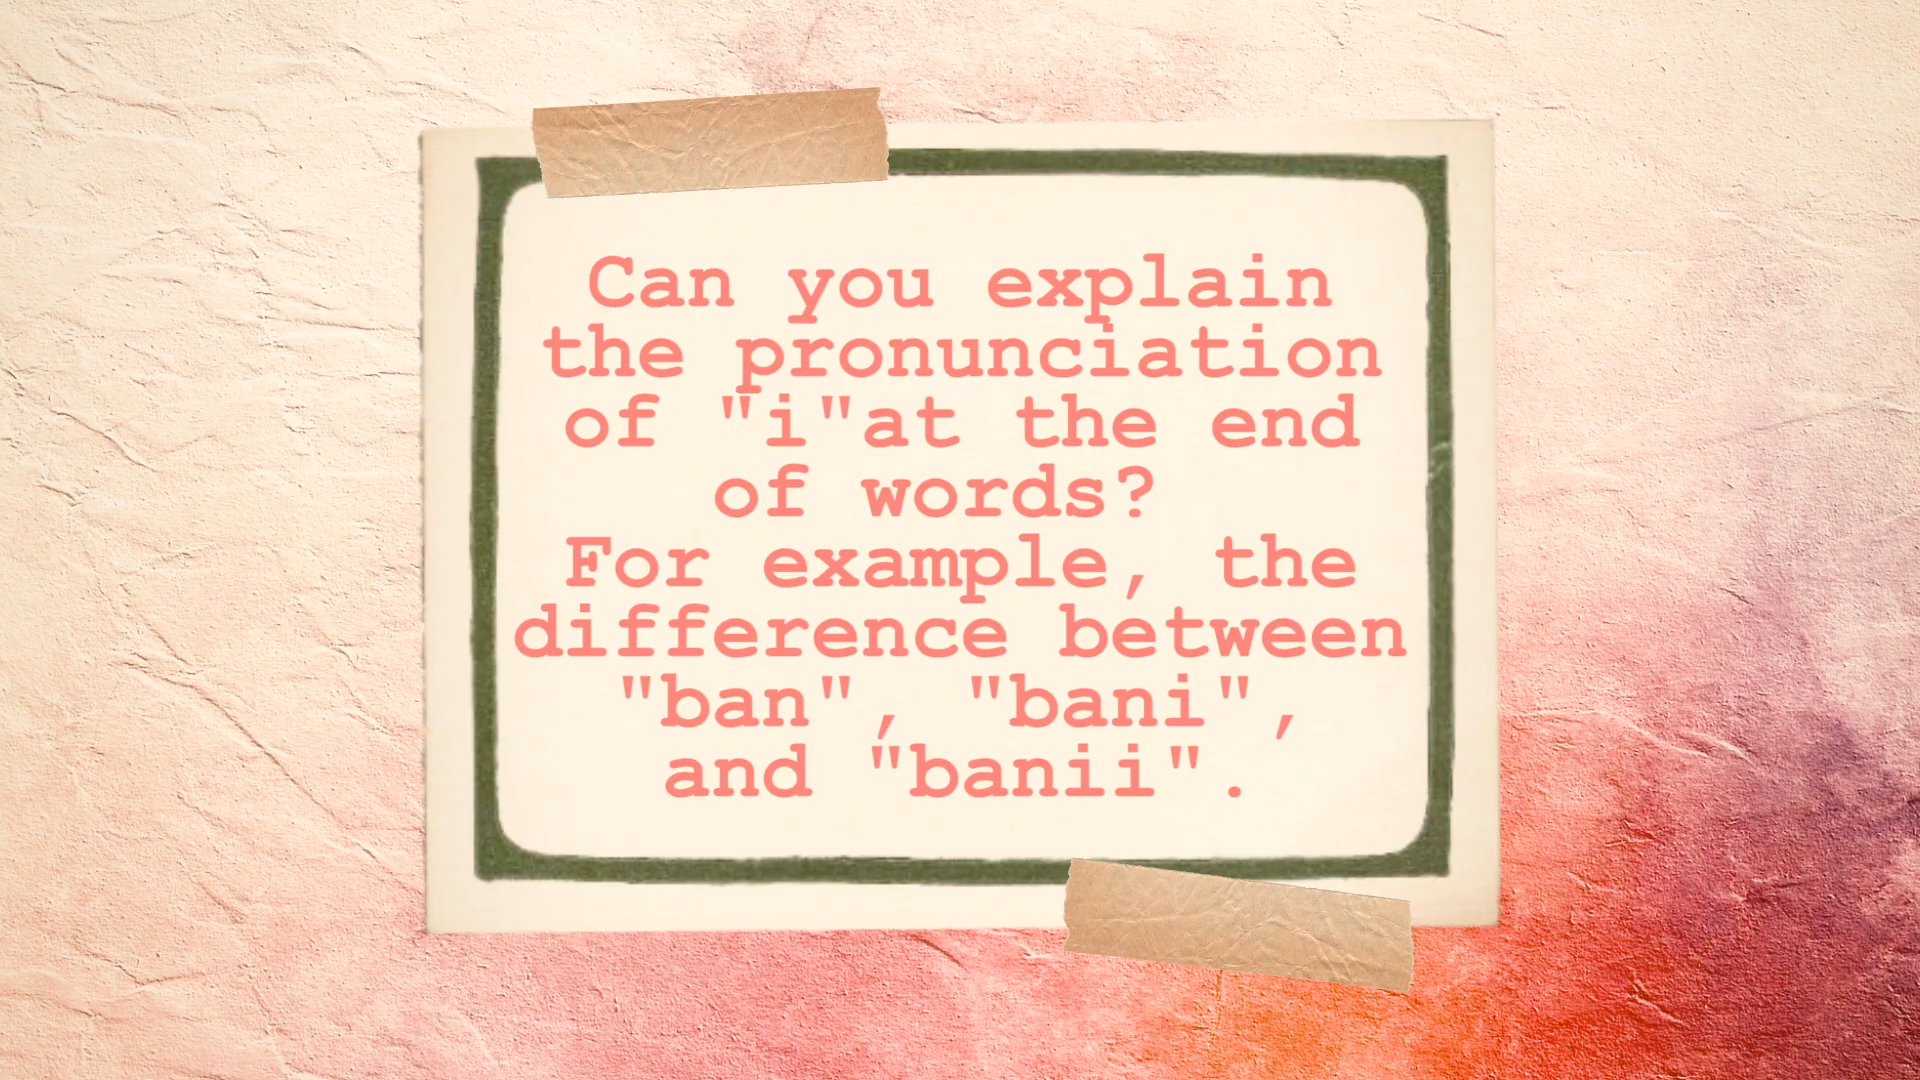 Can you explain
the pronunciation
of "i"at the end
of words?
For example, the
difference between
"ban", "bani",
and "banii".